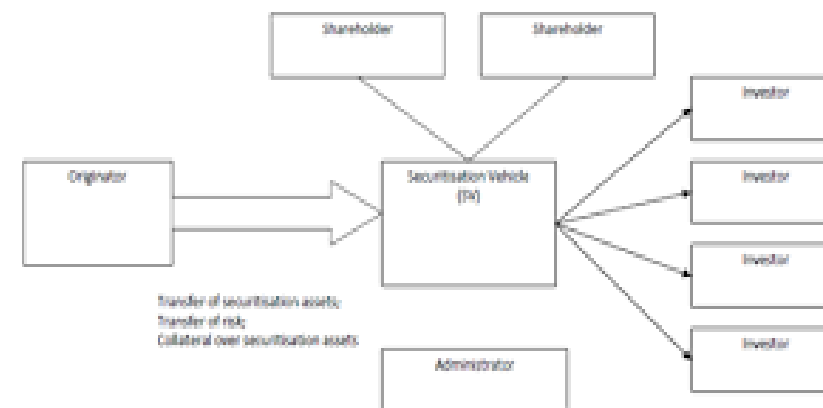 Shareholder
Shareholder
Investor
Originator
Securitisation Vehicle
(SV)
Investor
Investor
Transfer of securitisation assets;
Transfer of risk;
Collateral over securitisation assets
Investor
Administrator